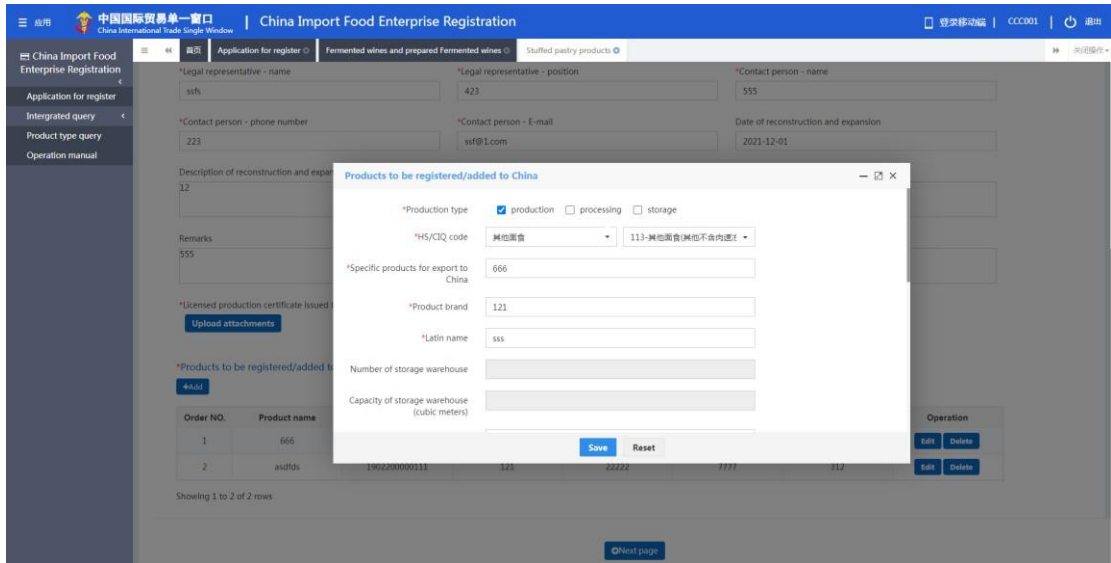 ☰ 应用
中国国际贸易单一窗口
China International Trade Single Window
China Import Food Enterprise Registration
登录移动端 | CCC001 | 退出
China Import Food Enterprise Registration
Application for register
Intergrated query
Product type query
Operation manual
首页
Application for register
Fermented wines and prepared Fermented wines
Stuffed pastry products
关闭操作
*Legal representative - name
*Legal representative - position
*Contact person - name
ssfs
423
555
*Contact person - phone number
*Contact person - E-mail
Date of reconstruction and expansion
223
ssf@1.com
2021-12-01
Description of reconstruction and expan
12
Remarks
555
*Licensed production certificate issued
Upload attachments
*Products to be registered/added to
+Add
Products to be registered/added to China
*Production type
production
processing
storage
*HS/CIQ code
其他面食
113-其他面食(其他不含肉速冻
*Specific products for export to China
666
*Product brand
121
*Latin name
sss
Number of storage warehouse
Capacity of storage warehouse (cubic meters)
Save
Reset
Order NO.
Product name
Operation
1
666
Edit
Delete
2
asdfds
1902200000111
121
22222
7777
312
Edit
Delete
Showing 1 to 2 of 2 rows
Next page